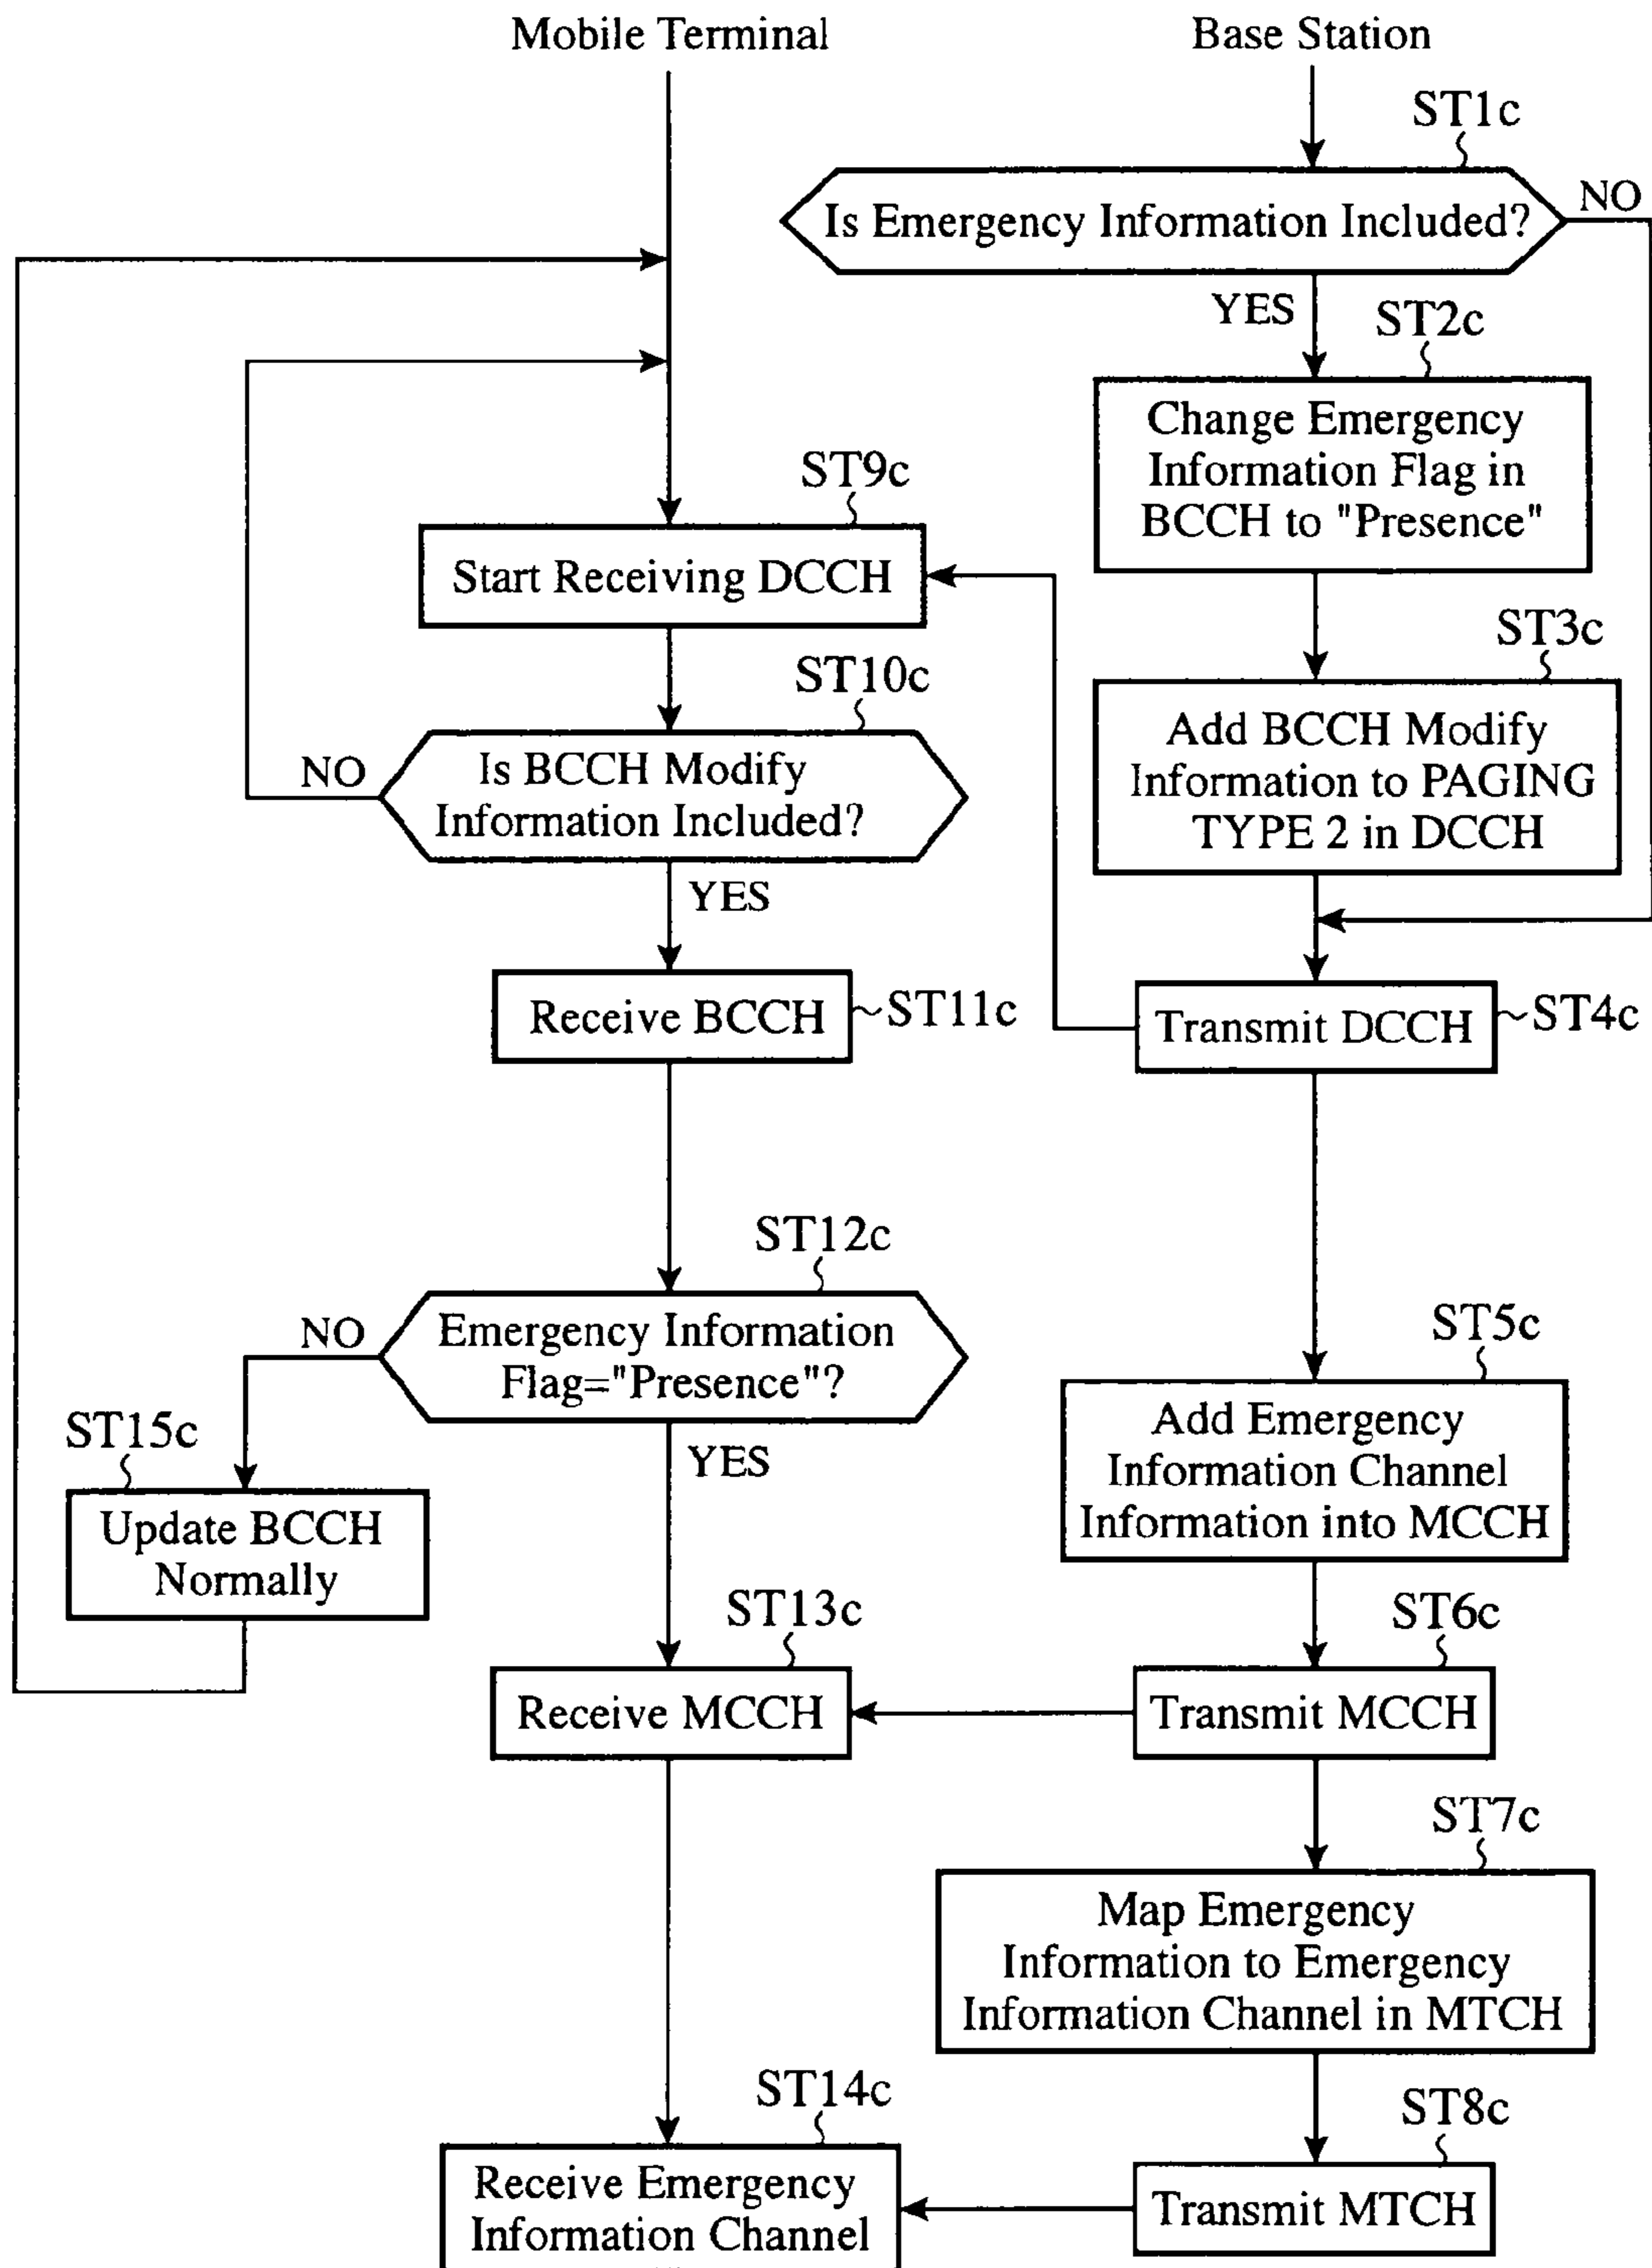 Mobile Terminal
Base Station
ST1c
Is Emergency Information Included?
NO
YES
ST2c
Change Emergency
Information Flag in
BCCH to "Presence"
ST9c
Start Receiving DCCH
ST3c
Add BCCH Modify
Information to PAGING
TYPE 2 in DCCH
ST10c
Is BCCH Modify
Information Included?
NO
YES
Receive BCCH
ST11c
Transmit DCCH
ST4c
ST12c
Emergency Information
Flag="Presence"?
NO
YES
ST15c
Update BCCH
Normally
ST5c
Add Emergency
Information Channel
Information into MCCH
ST13c
Receive MCCH
ST6c
Transmit MCCH
ST7c
Map Emergency
Information to Emergency
Information Channel in MTCH
ST14c
Receive Emergency
Information Channel
ST8c
Transmit MTCH